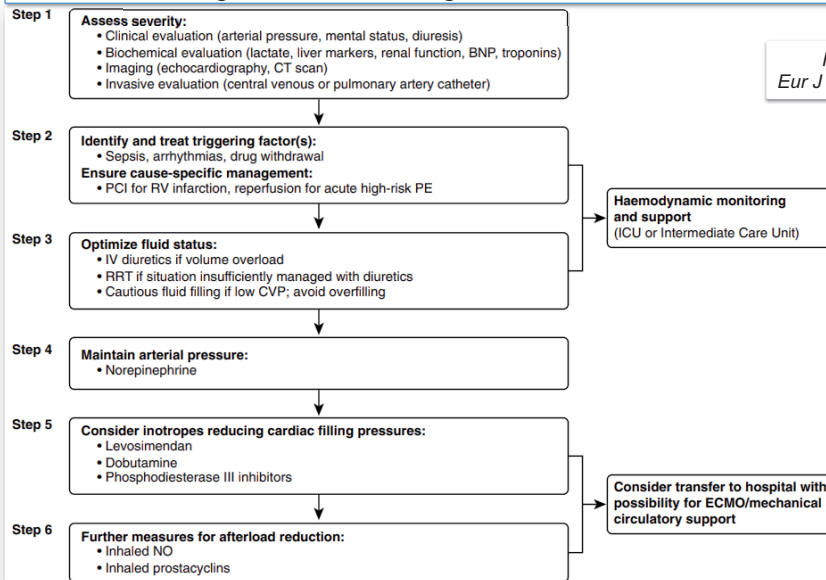 Step 1
Assess severity:
• Clinical evaluation (arterial pressure, mental status, diuresis)
• Biochemical evaluation (lactate, liver markers, renal function, BNP, troponins)
• Imaging (echocardiography, CT scan)
• Invasive evaluation (central venous or pulmonary artery catheter)
Eur J
Step 2
Identify and treat triggering factor(s):
• Sepsis, arrhythmias, drug withdrawal
Ensure cause-specific management:
• PCI for RV infarction, reperfusion for acute high-risk PE
Haemodynamic monitoring
and support
(ICU or Intermediate Care Unit)
Step 3
Optimize fluid status:
• IV diuretics if volume overload
• RRT if situation insufficiently managed with diuretics
• Cautious fluid filling if low CVP; avoid overfilling
Step 4
Maintain arterial pressure:
• Norepinephrine
Step 5
Consider inotropes reducing cardiac filling pressures:
• Levosimendan
• Dobutamine
• Phosphodiesterase III inhibitors
Consider transfer to hospital with
possibility for ECMO/mechanical
circulatory support
Step 6
Further measures for afterload reduction:
• Inhaled NO
• Inhaled prostacyclins